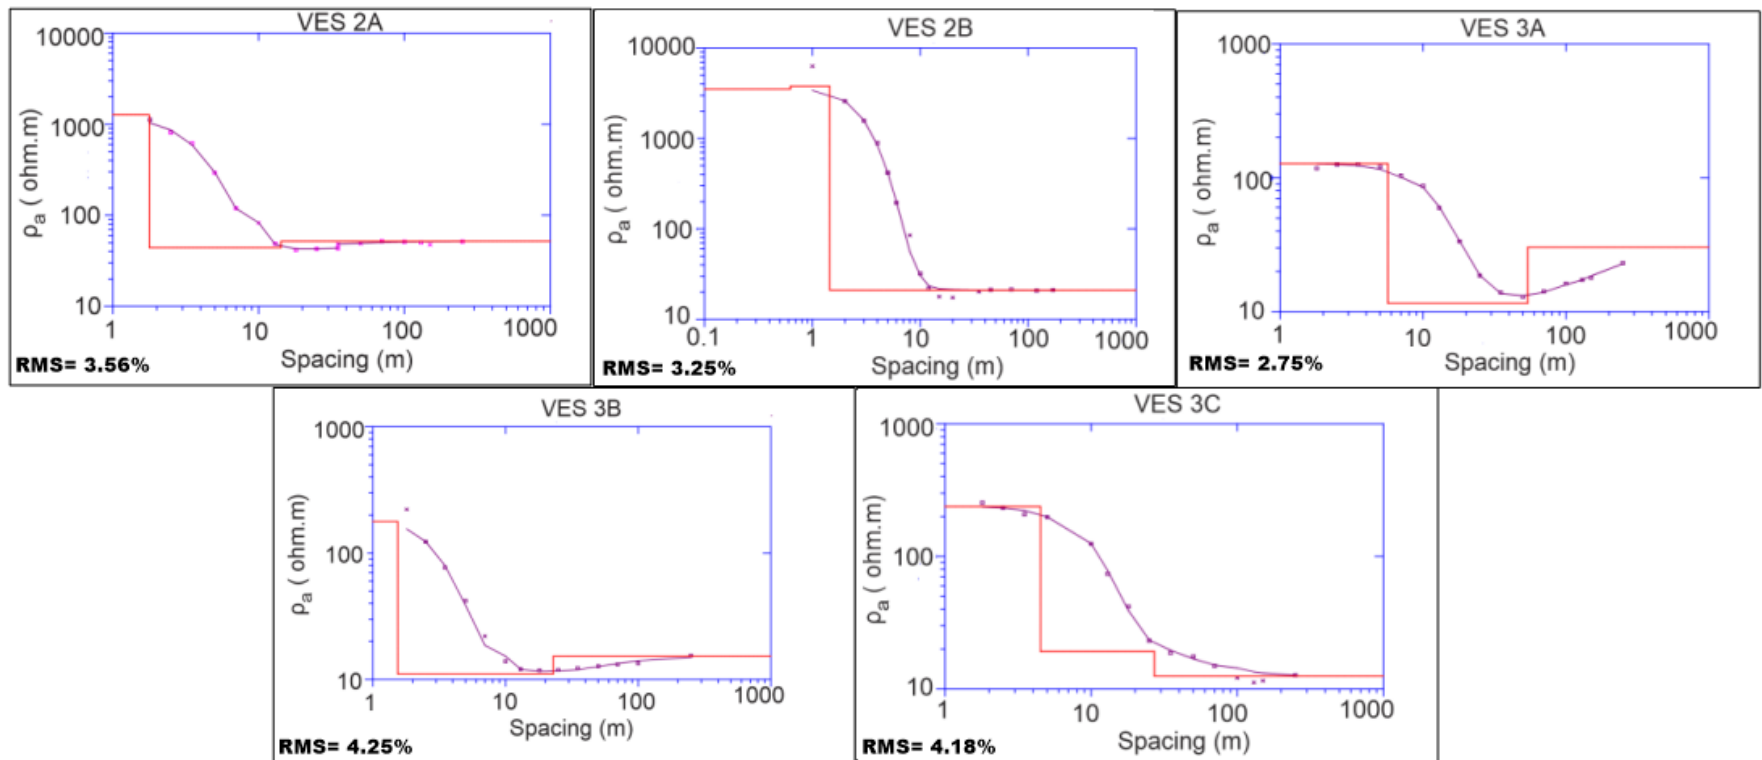 VES 2A
10000
1000
100
10
1 10 100 1000
ρa ( ohm.m)
Spacing (m)
RMS= 3.56%
VES 2B
10000
1000
100
10
0.1 1 10 100 1000
ρa ( ohm.m)
Spacing (m)
RMS= 3.25%
VES 3A
1000
100
10
1 10 100 1000
ρa ( ohm.m)
Spacing (m)
RMS= 2.75%
VES 3B
1000
100
10
1 10 100 1000
ρa ( ohm.m)
Spacing (m)
RMS= 4.25%
VES 3C
1000
100
10
1 10 100 1000
ρa ( ohm.m)
Spacing (m)
RMS= 4.18%